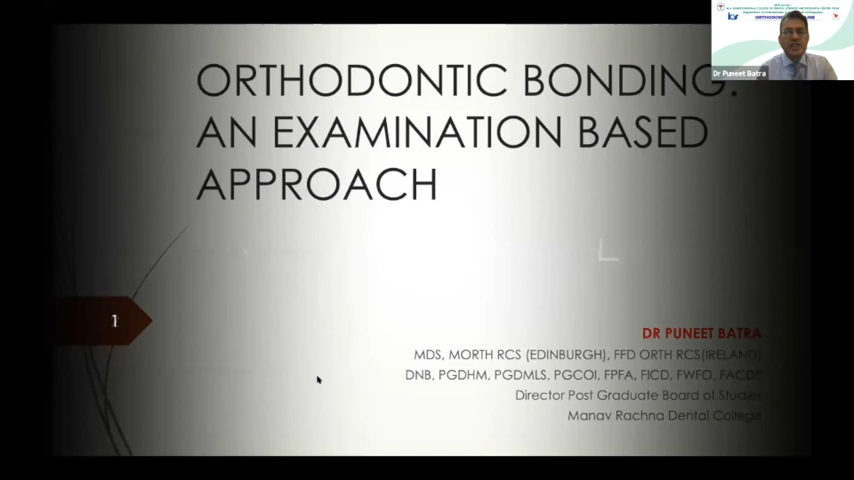 ORTHODONTIC BONDING:
AN EXAMINATION BASED
APPROACH
Dr Puneet Batra
1
DR PUNEET BATRA
MDS, MORTH RCS (EDINBURGH), FFD ORTH RCS(IRELAND)
DNB, PGDHM, PGDMLS, PGCOI, FPFA, FICD, FWFO, FACDS
Director Post Graduate Board of Studies
Manav Rachna Dental College